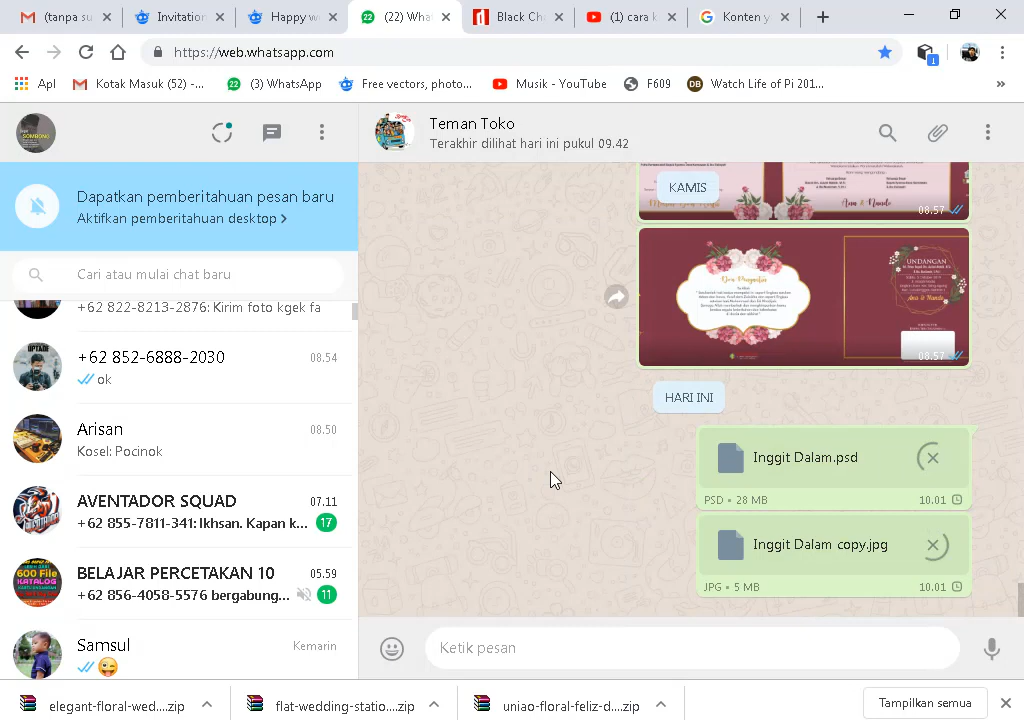 (tanpa su
Invitation
Happy w
(22) Wha
Black Ch
(1) cara k
Konten y
https://web.whatsapp.com
Apl
Kotak Masuk (52) -...
(3) WhatsApp
Free vectors, photo...
Musik - YouTube
F609
Watch Life of Pi 201...
»
Teman Toko
Terakhir dilihat hari ini pukul 09.42
Dapatkan pemberitahuan pesan baru
Aktifkan pemberitahuan desktop >
Cari atau mulai chat baru
+62 822-8213-2876: Kirim foto kgek fa
+62 852-6888-2030
08.54
ok
Arisan
08.50
Kosel: Pocinok
AVENTADOR SQUAD
07.11
+62 855-7811-341: Ikhsan. Kapan k...
17
BELAJAR PERCETAKAN 10
05.59
+62 856-4058-5576 bergabung...
11
Samsul
Kemarin
KAMIS
Ana & Nando
08.57
Doa Pengantin
UNDANGAN
Ana & Nando
08.57
HARI INI
Inggit Dalam.psd
PSD • 28 MB
10.01
Inggit Dalam copy.jpg
JPG • 5 MB
10.01
Ketik pesan
elegant-floral-wed....zip
flat-wedding-statio....zip
uniao-floral-feliz-d....zip
Tampilkan semua